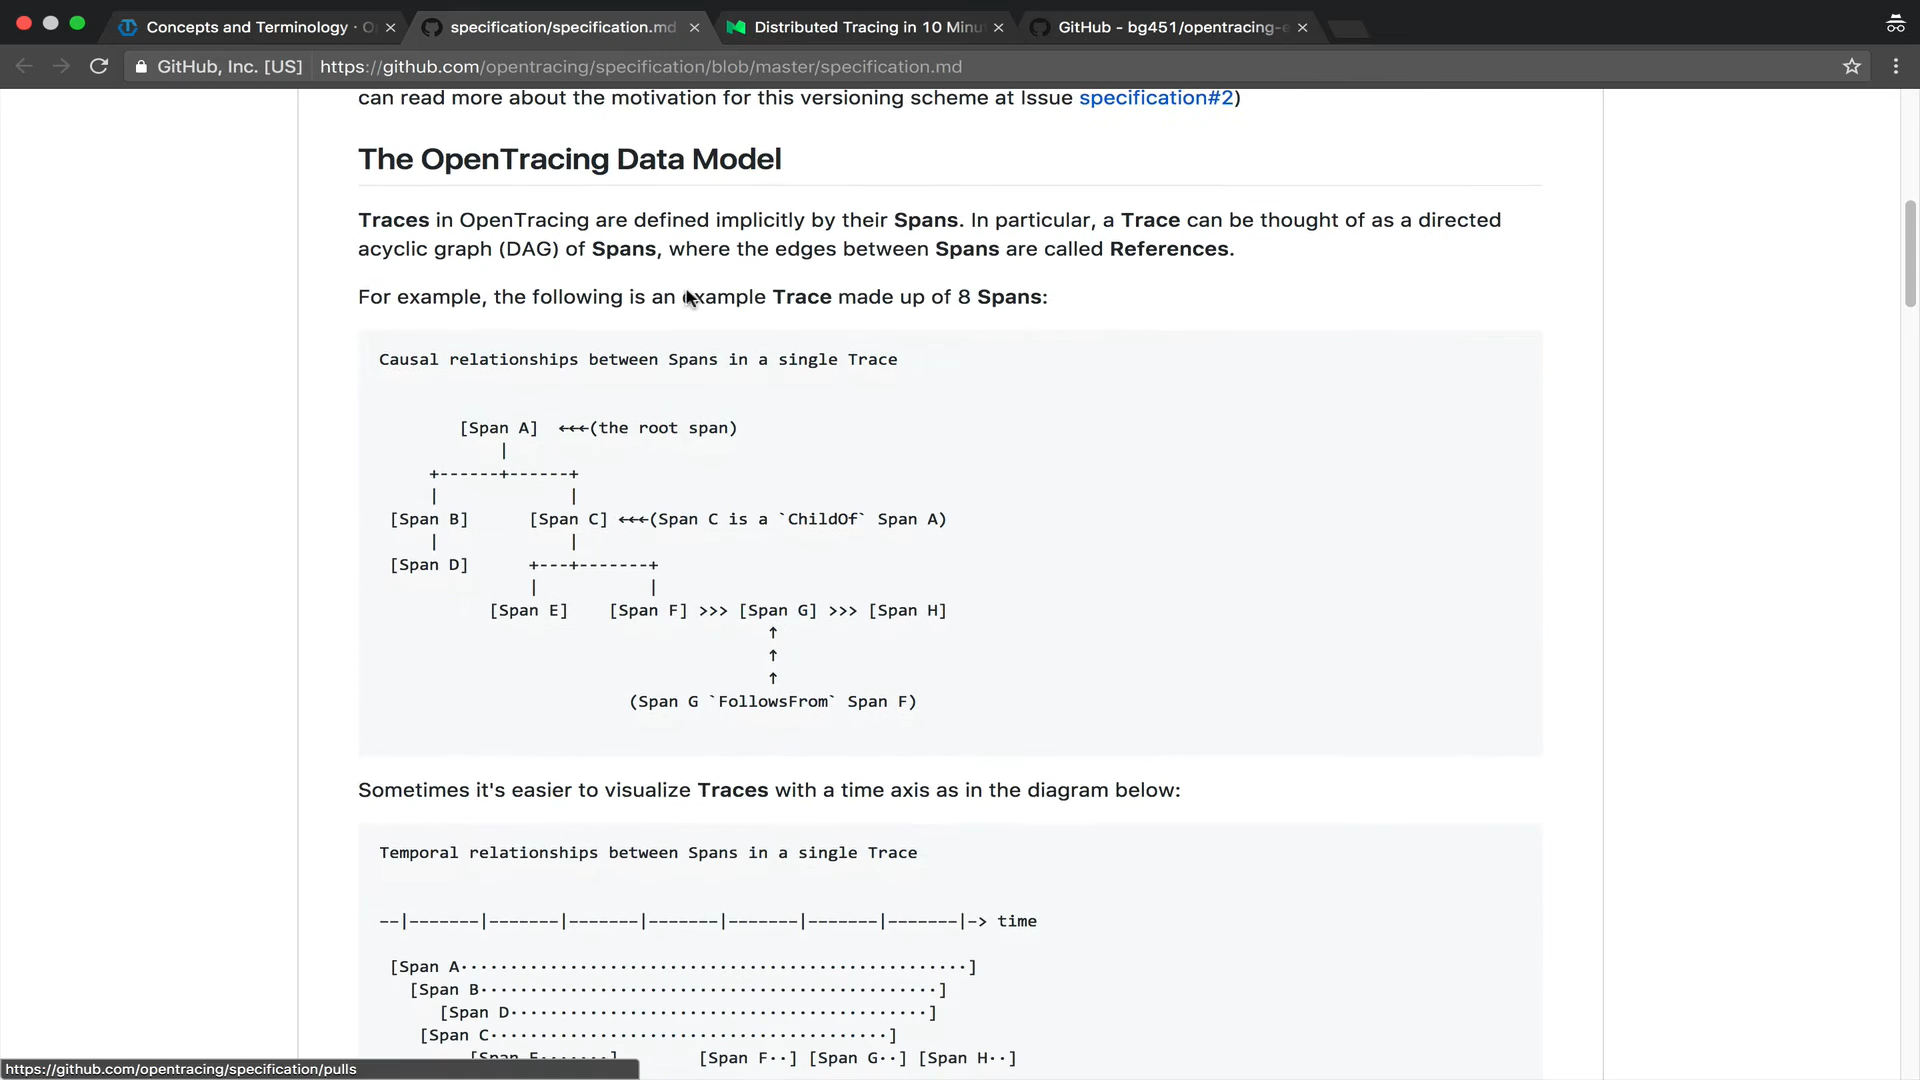 Concepts and Terminology · O
specification/specification.md
Distributed Tracing in 10 Minu
GitHub - bg451/opentracing-e
GitHub, Inc. [US]
https://github.com/opentracing/specification/blob/master/specification.md
can read more about the motivation for this versioning scheme at Issue specification#2)
The OpenTracing Data Model
Traces in OpenTracing are defined implicitly by their Spans. In particular, a Trace can be thought of as a directed
acyclic graph (DAG) of Spans, where the edges between Spans are called References.
For example, the following is an example Trace made up of 8 Spans:
Causal relationships between Spans in a single Trace
[Span A]  ←←←(the root span)
|
+------+------+
|             |
[Span B]      [Span C] ←←←(Span C is a `ChildOf` Span A)
|             |
[Span D]      +---+-------+
|           |
[Span E]    [Span F] >>> [Span G] >>> [Span H]
↑
↑
↑
(Span G `FollowsFrom` Span F)
Sometimes it's easier to visualize Traces with a time axis as in the diagram below:
Temporal relationships between Spans in a single Trace
--|-------|-------|-------|-------|-------|-------|-------|-> time
[Span A···················································]
[Span B··············································]
[Span D··········································]
[Span C········································]
[Span E·······]        [Span F··] [Span G··] [Span H··]
https://github.com/opentracing/specification/pulls